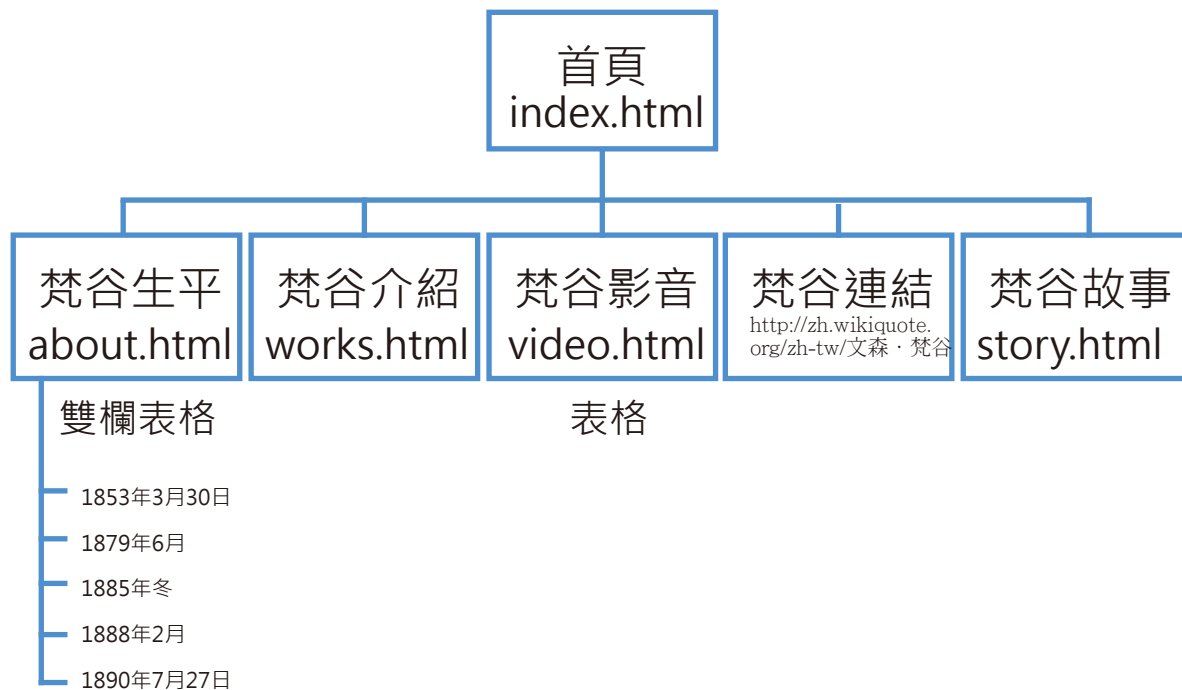 首頁
index.html
梵谷生平
about.html
梵谷介紹
works.html
梵谷影音
video.html
梵谷連結
http://zh.wikiquote.
org/zh-tw/文森·梵谷
梵谷故事
story.html
雙欄表格
表格
1853年3月30日
1879年6月
1885年冬
1888年2月
1890年7月27日